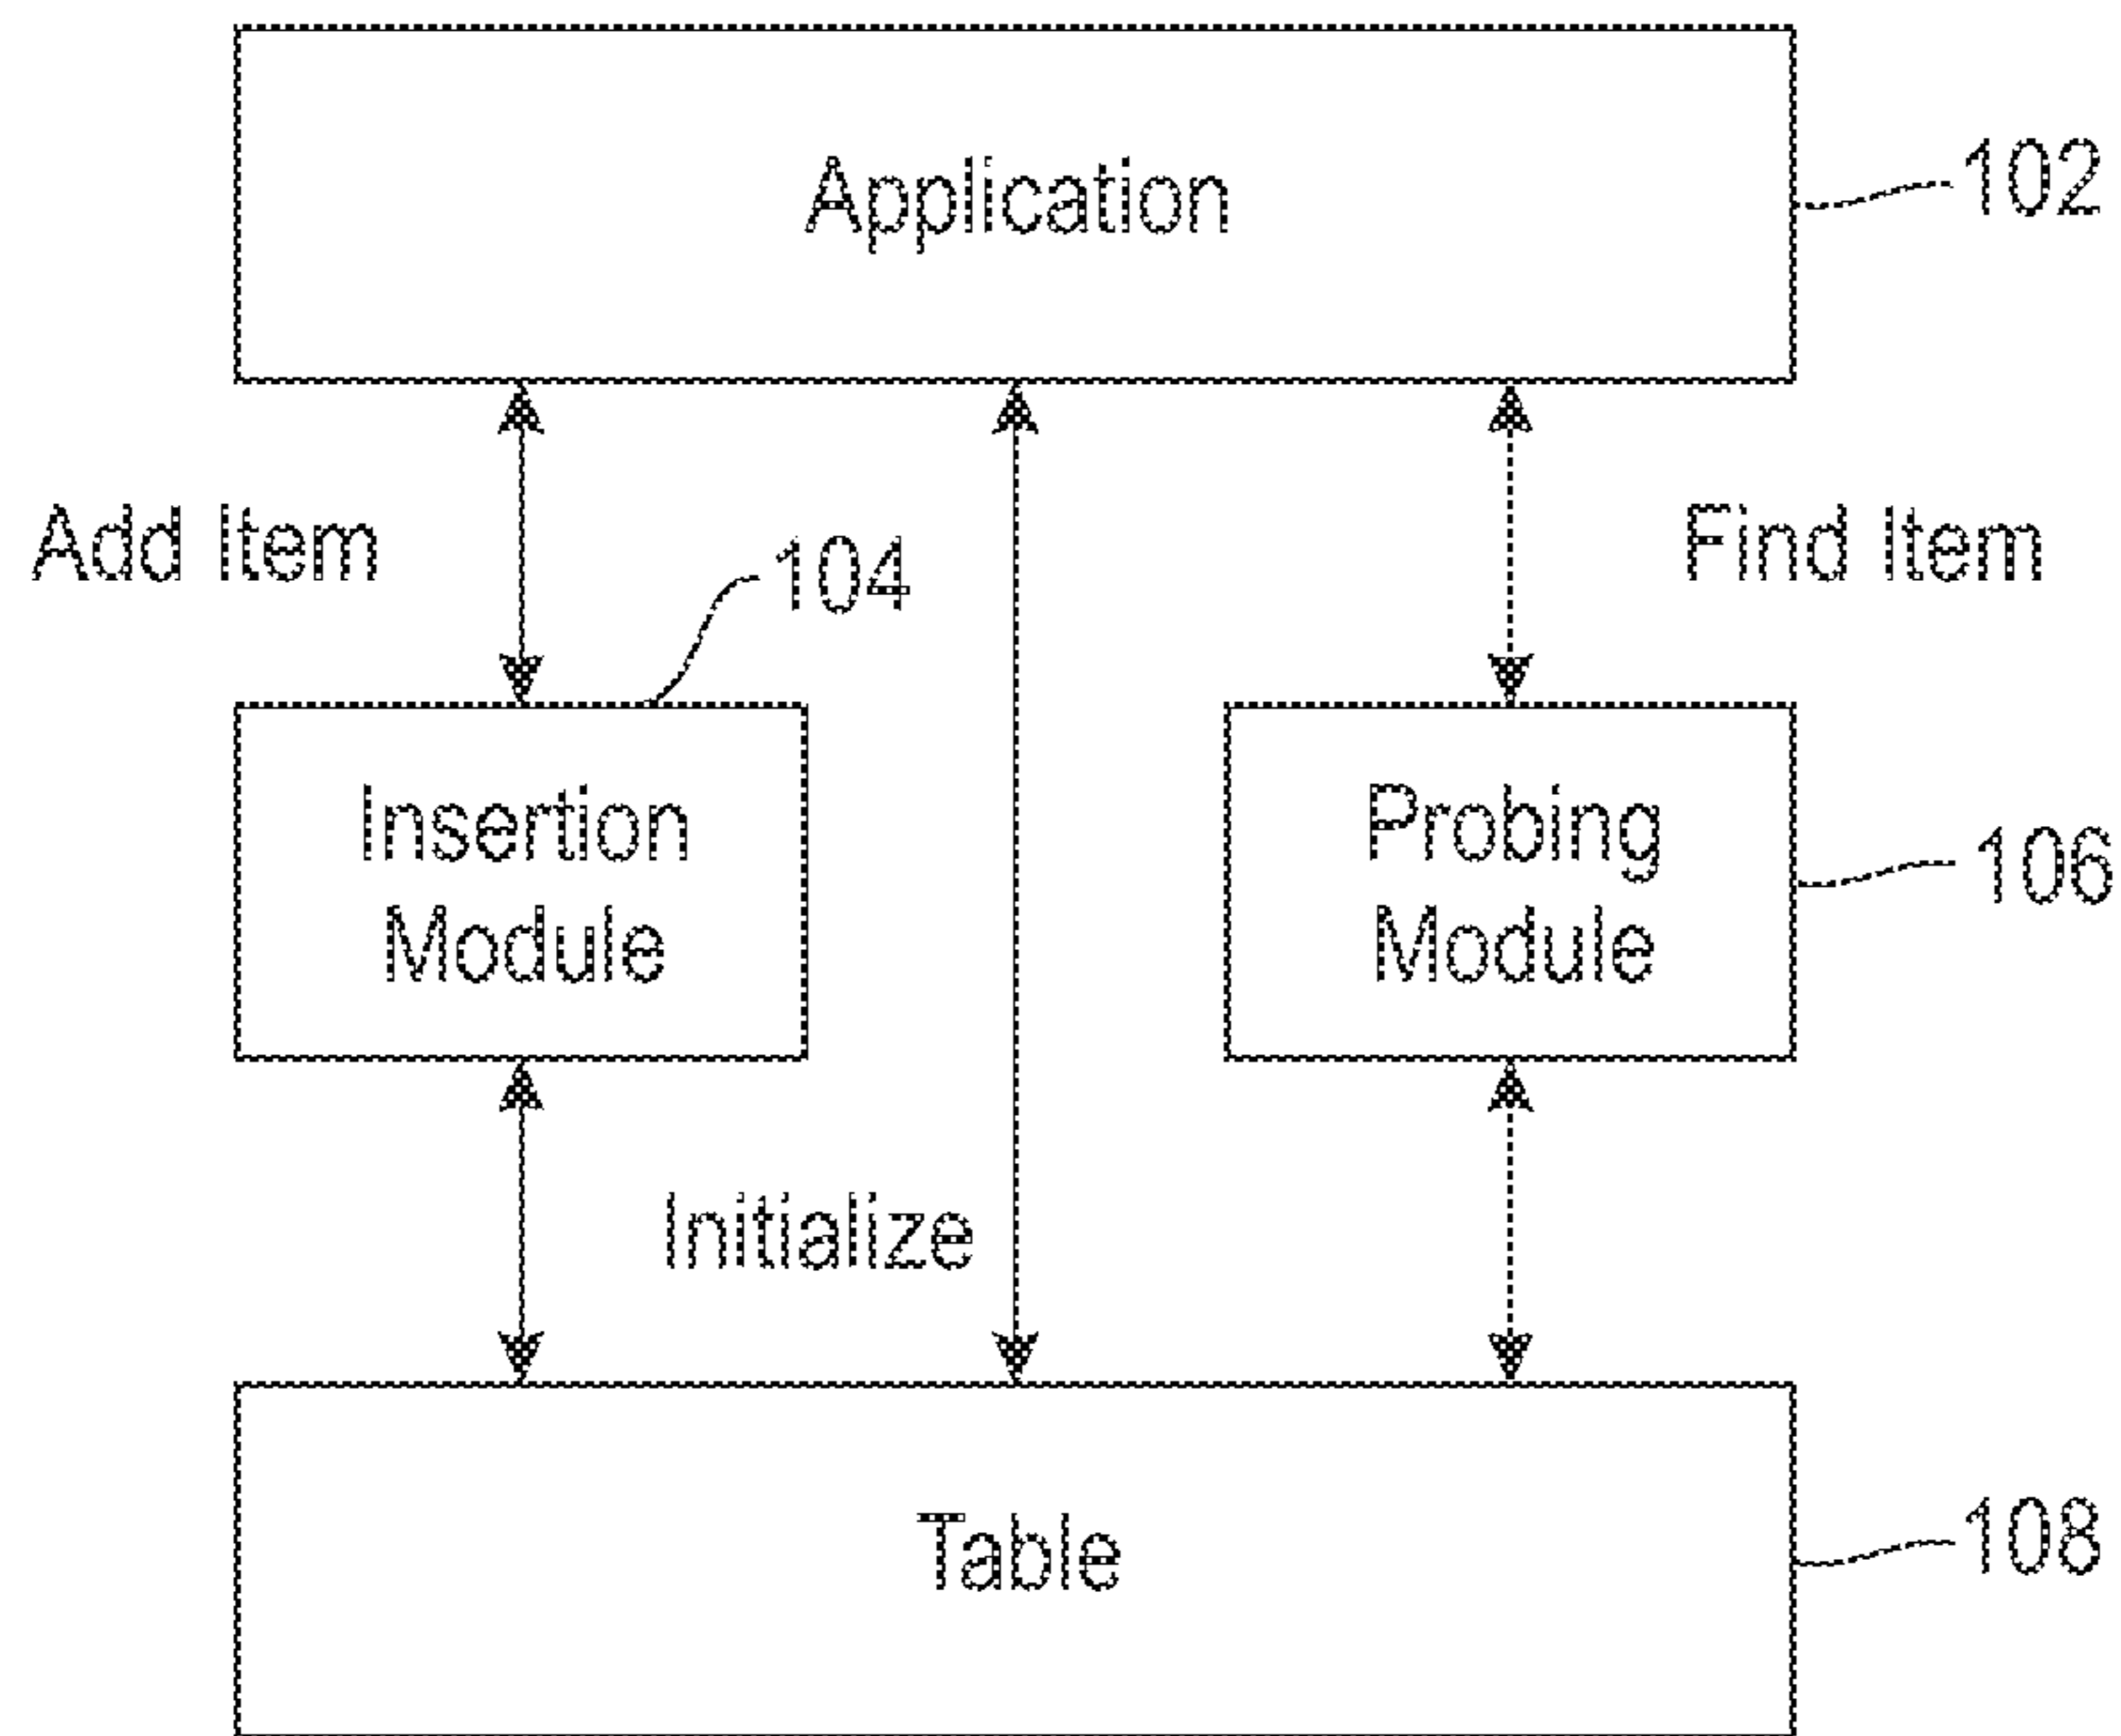 Application
102
Add Item
104
Find Item
Insertion
Module
Probing
Module
106
Initialize
Table
108